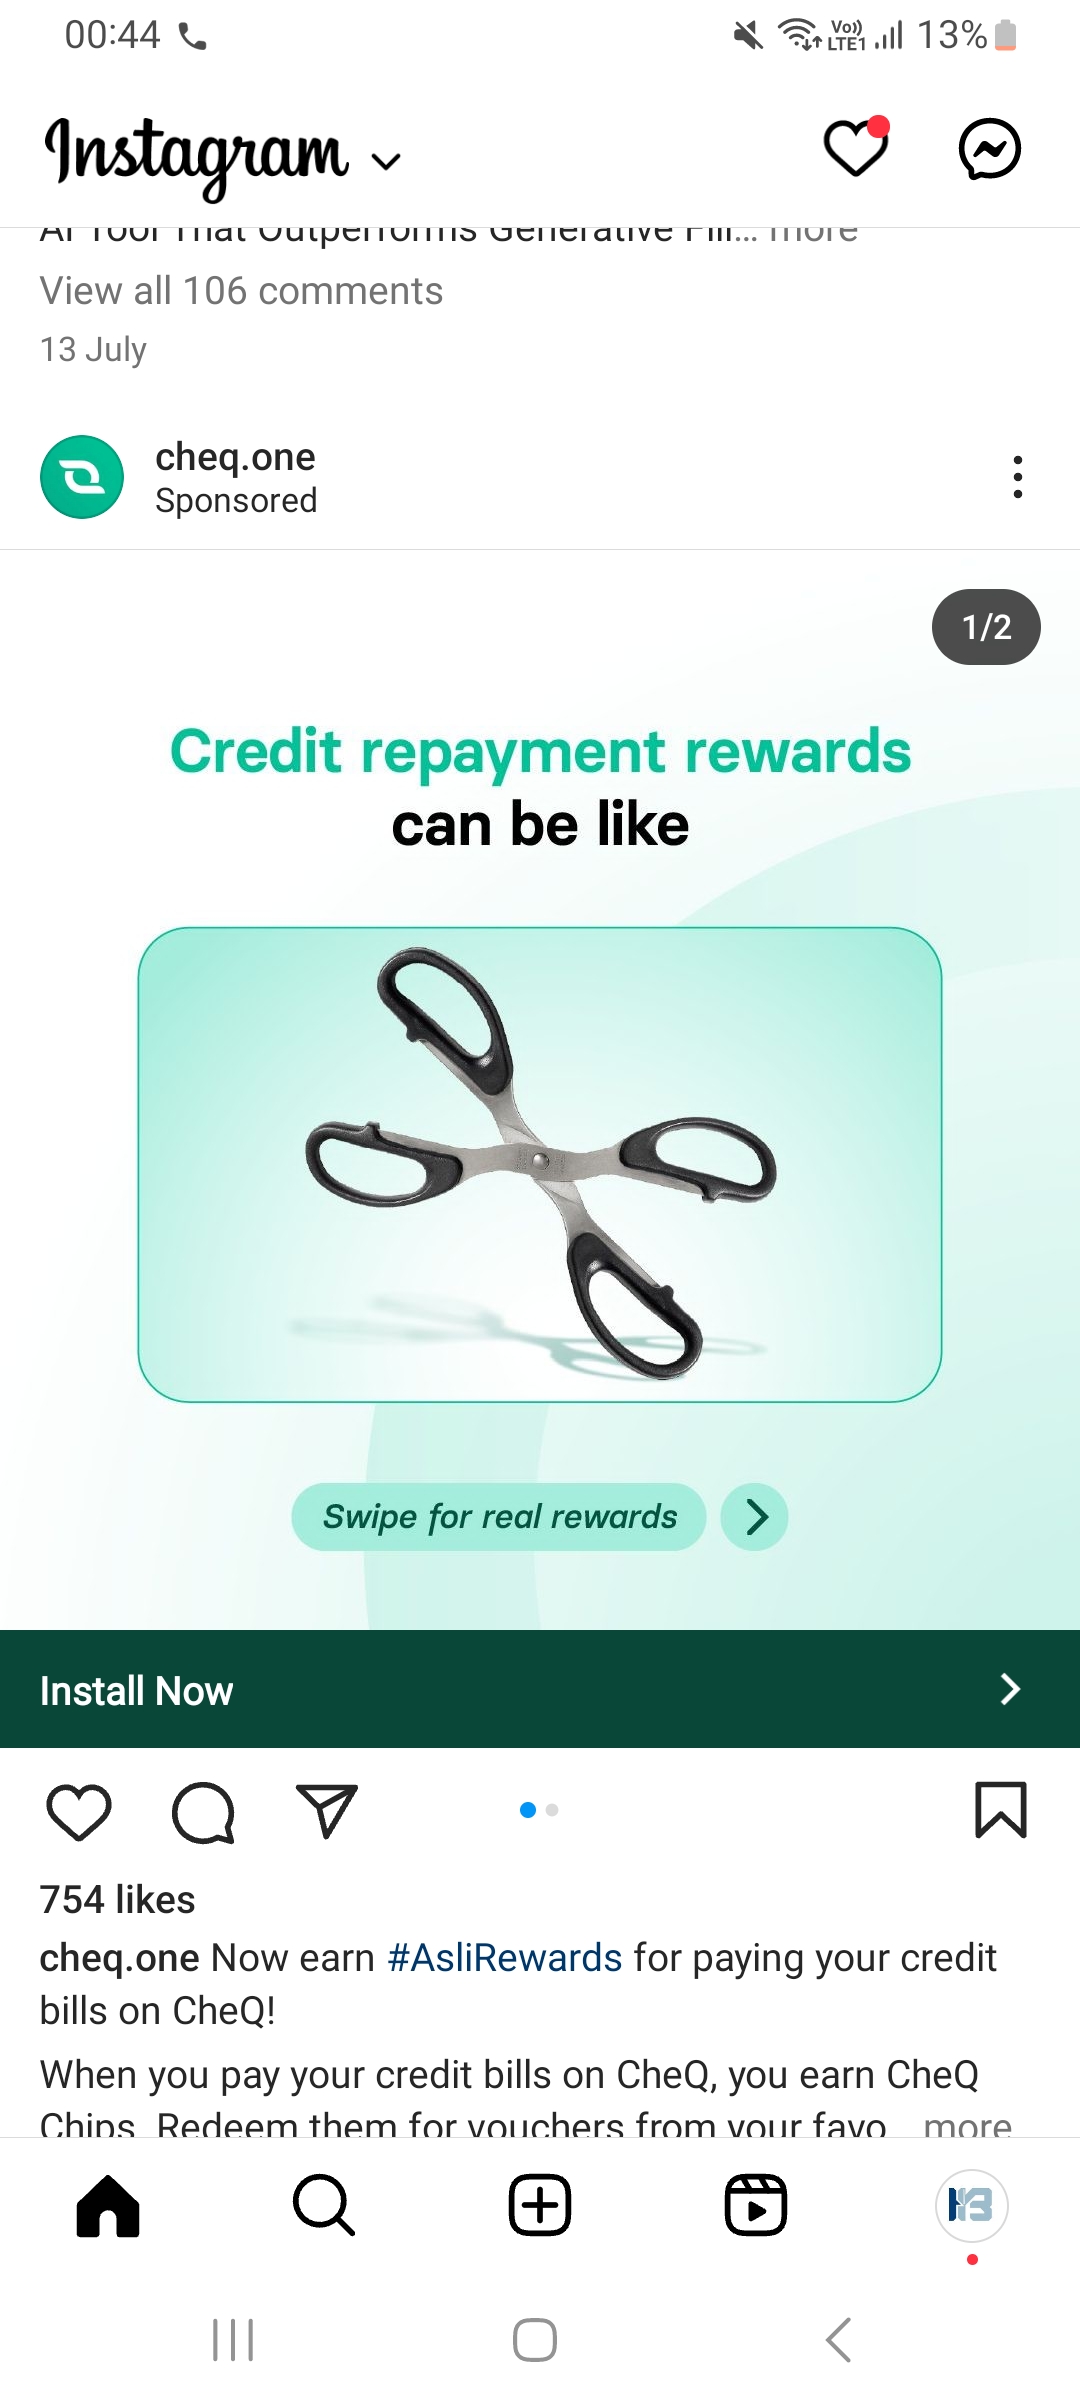 00:44
Vo))
LTE1
13%
Instagram
AI Tool That Outperforms Generative Fill... more
View all 106 comments
13 July
cheq.one
Sponsored
1/2
Credit repayment rewards
can be like
Swipe for real rewards
Install Now
754 likes
cheq.one Now earn #AsliRewards for paying your credit
bills on CheQ!
When you pay your credit bills on CheQ, you earn CheQ
Chips. Redeem them for vouchers from your favo... more